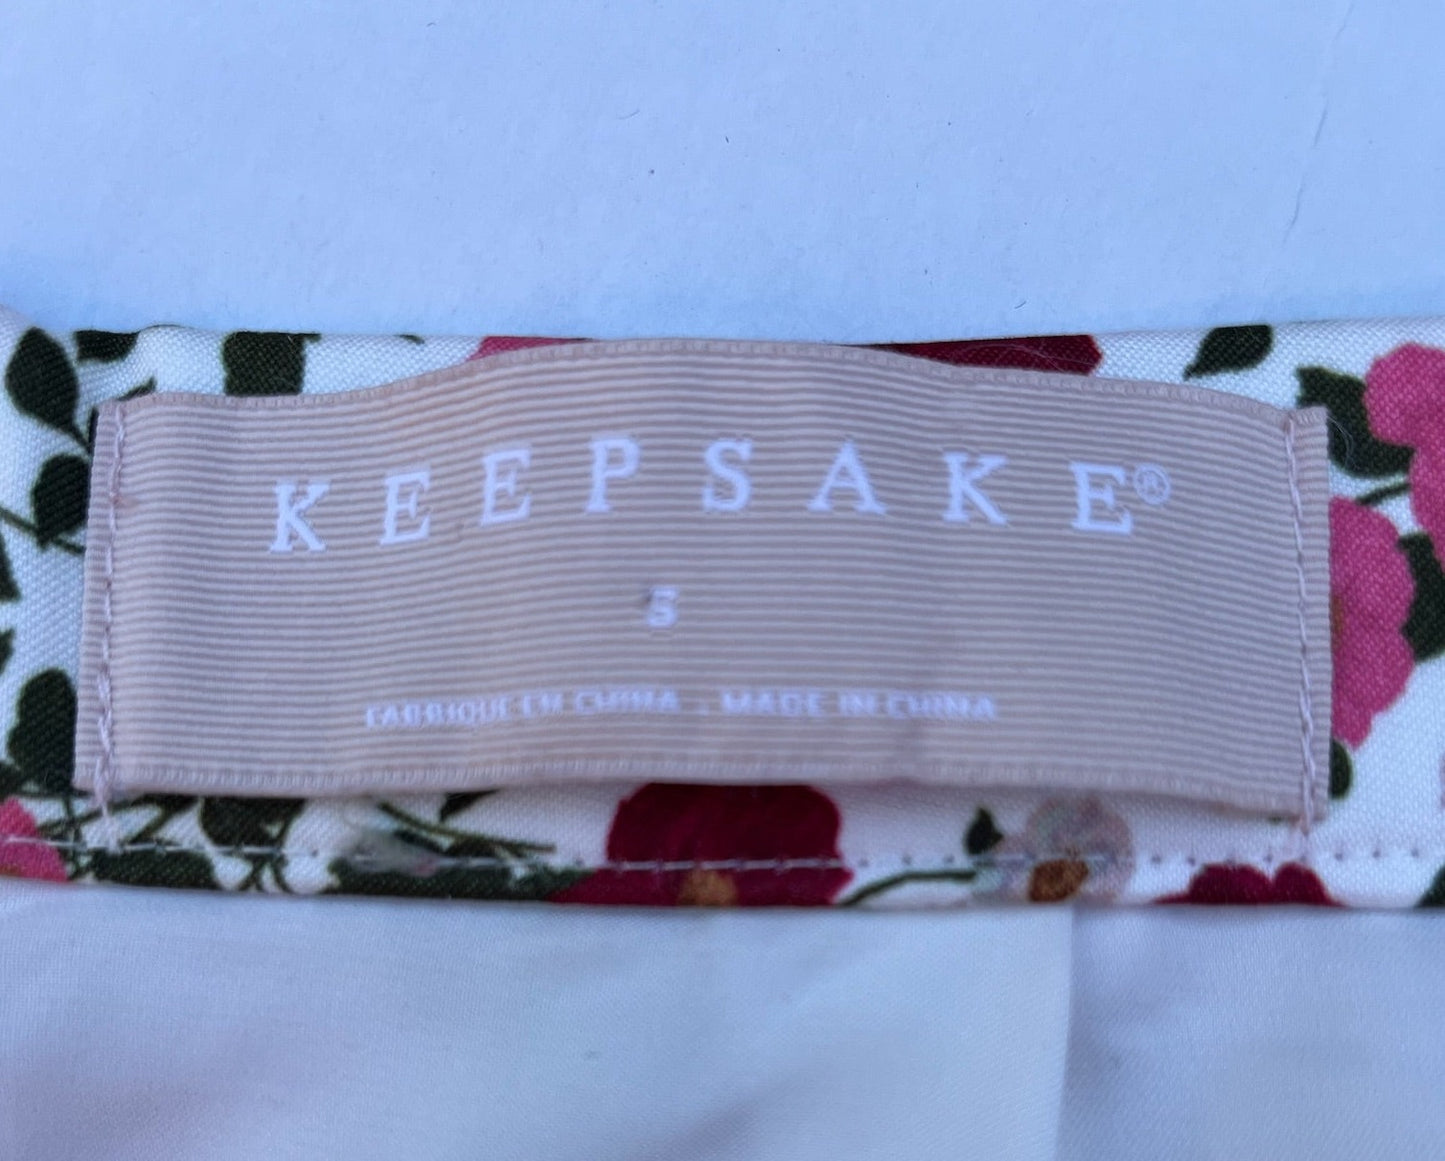 KEEPSAKE®
FABRIQUE EN CHINA . MADE IN CHINA